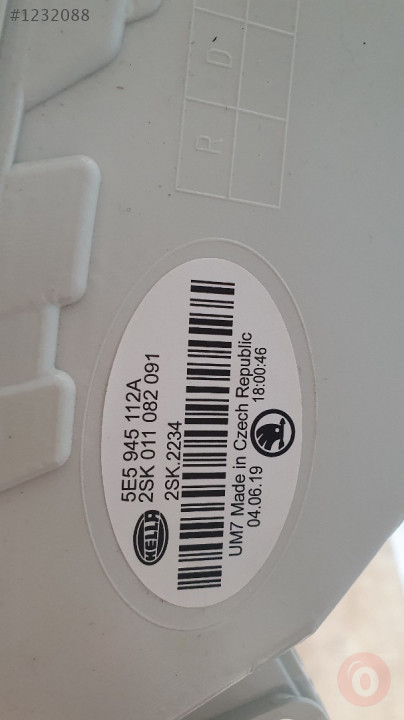 #1232088
R D
HELLA
5E5 945 112A
2SK 011 082 091
2SK.2234
UM7 Made in Czech Republic
04.06.19 18:00:46